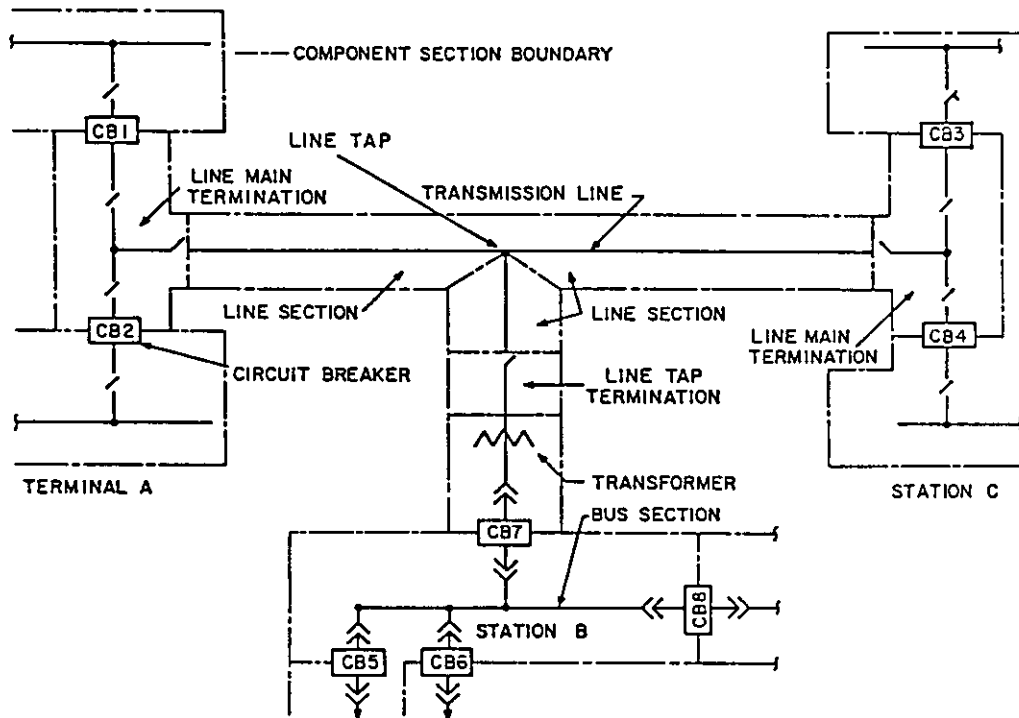 COMPONENT SECTION BOUNDARY
CB1
CB3
LINE TAP
LINE MAIN
TERMINATION
TRANSMISSION LINE
LINE SECTION
LINE SECTION
CB2
CB4
LINE MAIN
TERMINATION
CIRCUIT BREAKER
LINE TAP
TERMINATION
TERMINAL A
TRANSFORMER
STATION C
BUS SECTION
CB7
CB8
STATION B
CB5
CB6